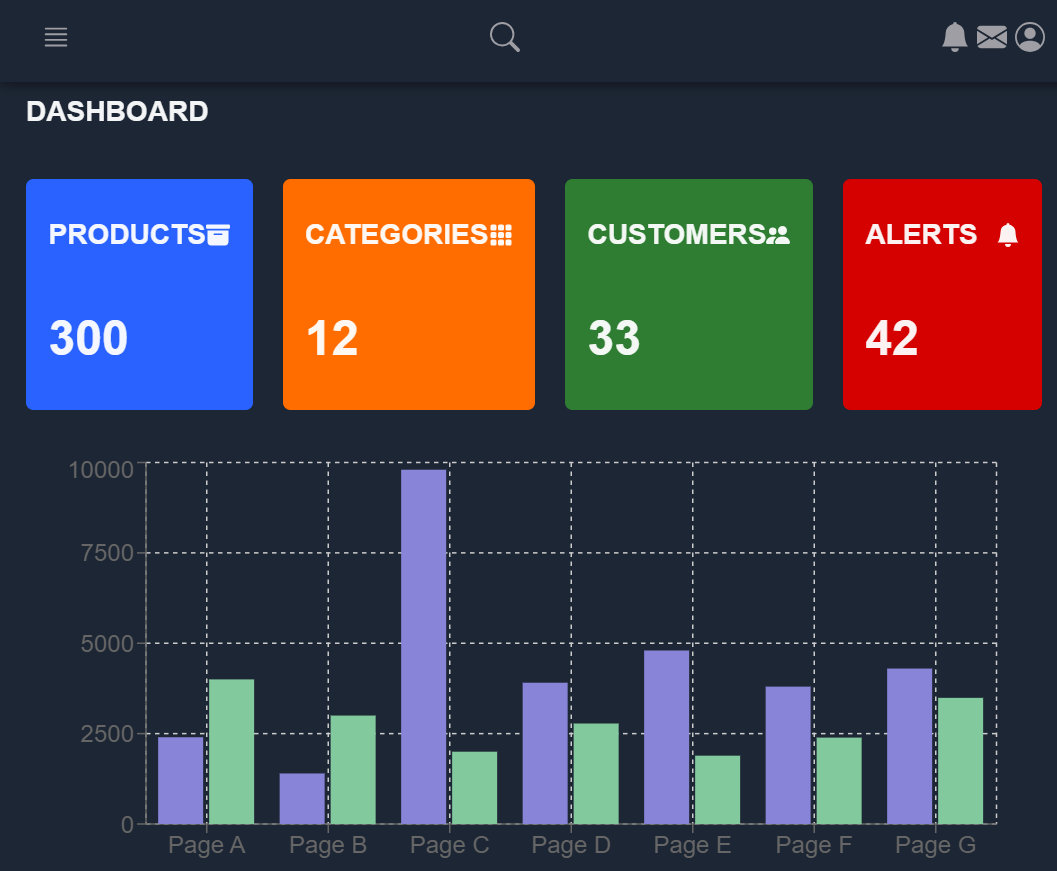 DASHBOARD
PRODUCTS
300
CATEGORIES
12
CUSTOMERS
33
ALERTS
42
10000
7500
5000
2500
0
Page A Page B Page C Page D Page E Page F Page G